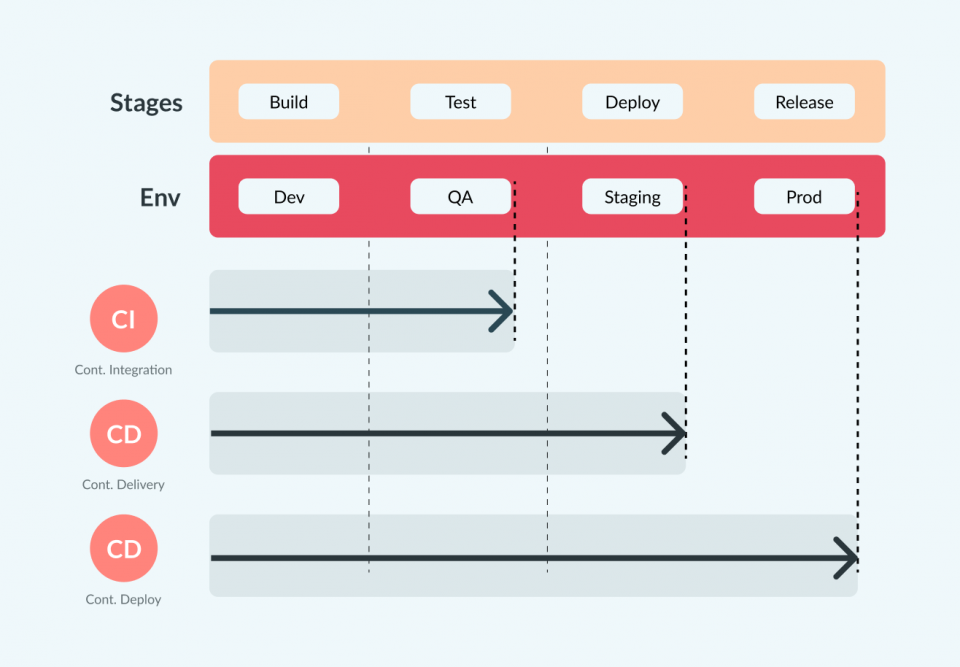 Stages
Build
Test
Deploy
Release
Env
Dev
QA
Staging
Prod
CI
Cont. Integration
CD
Cont. Delivery
CD
Cont. Deploy